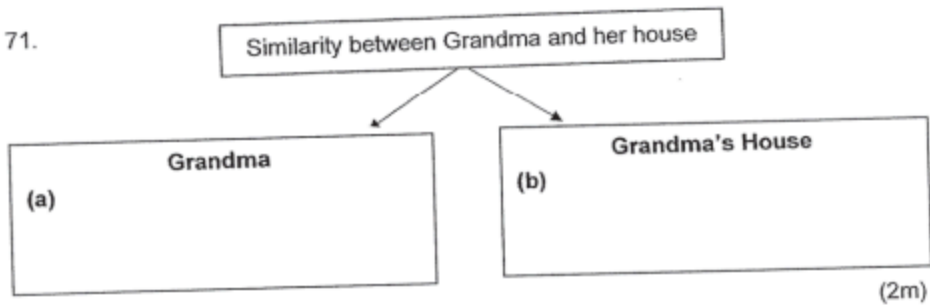 71.
Similarity between Grandma and her house
Grandma
(a)
Grandma's House
(b)
(2m)